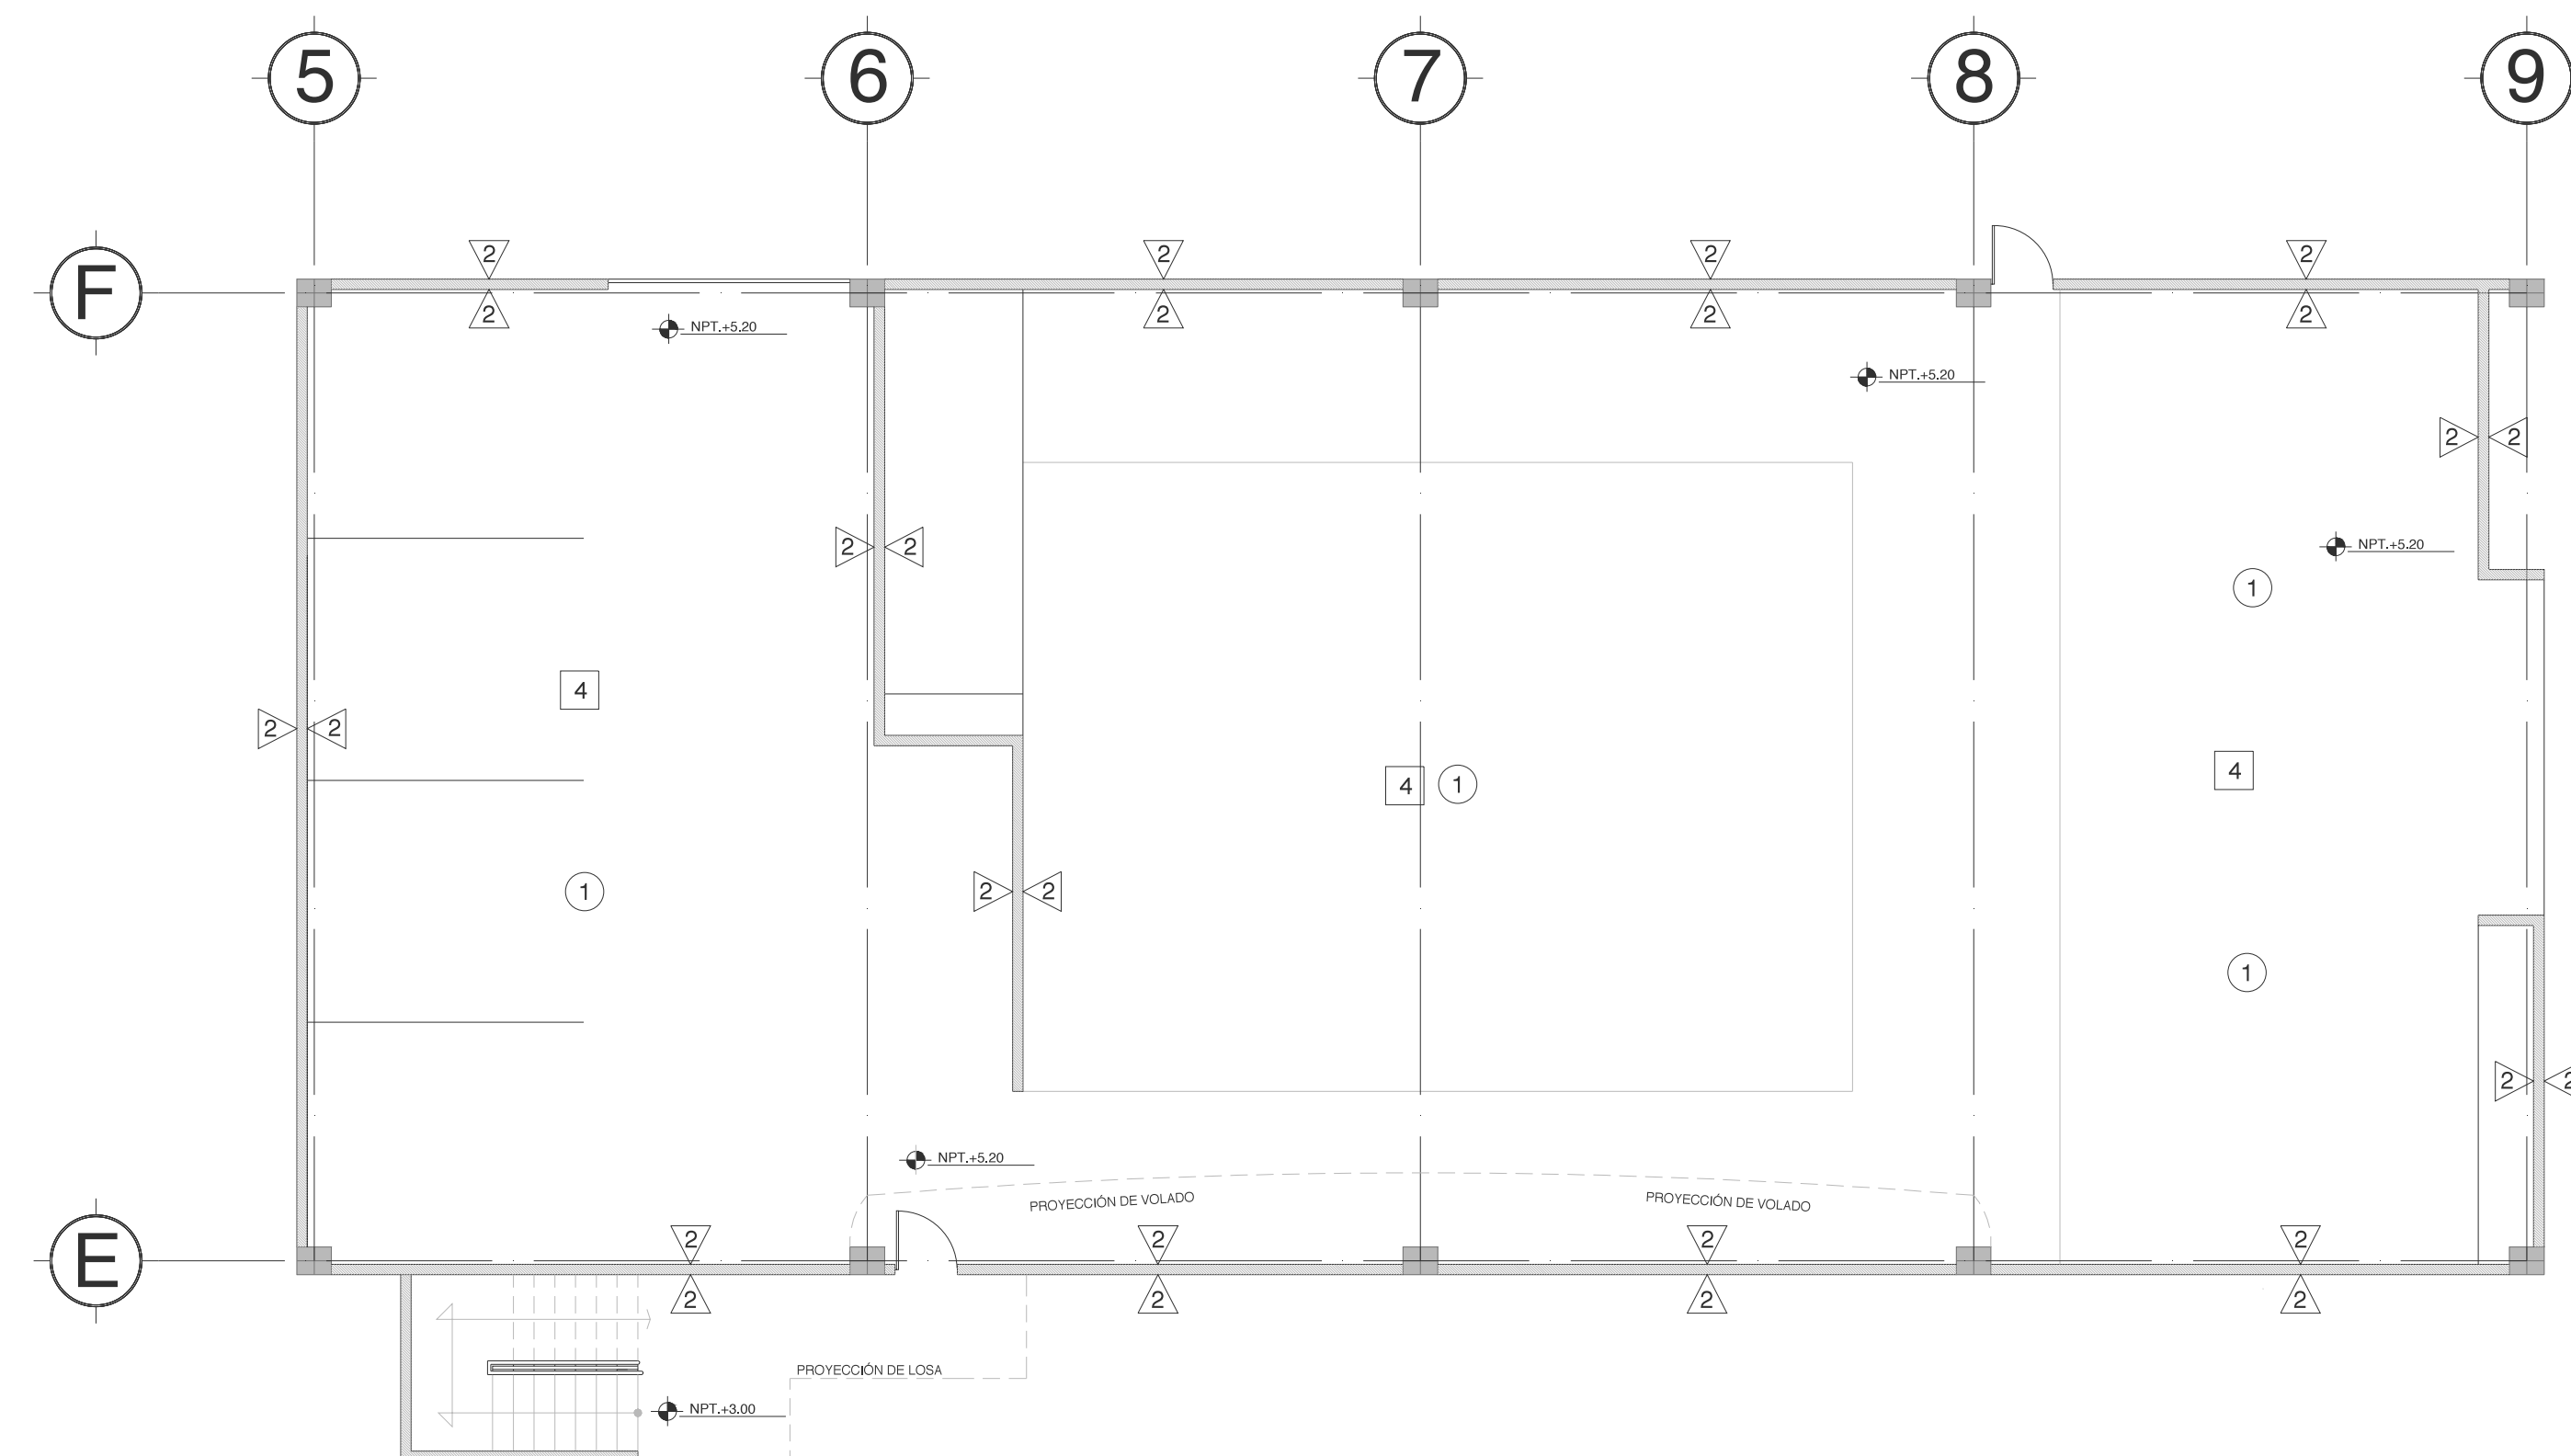 5 6 7 8 9
2 2 2 2
F
2 2 2 2
NPT.+5.20
NPT.+5.20
2 2
2 2
NPT.+5.20
1
4
2 2
4 1
4
1
2 2
1
2 2
NPT.+5.20
PROYECCIÓN DE VOLADO
PROYECCIÓN DE VOLADO
2 2 2 2
E
2 2 2 2
PROYECCIÓN DE LOSA
NPT.+3.00